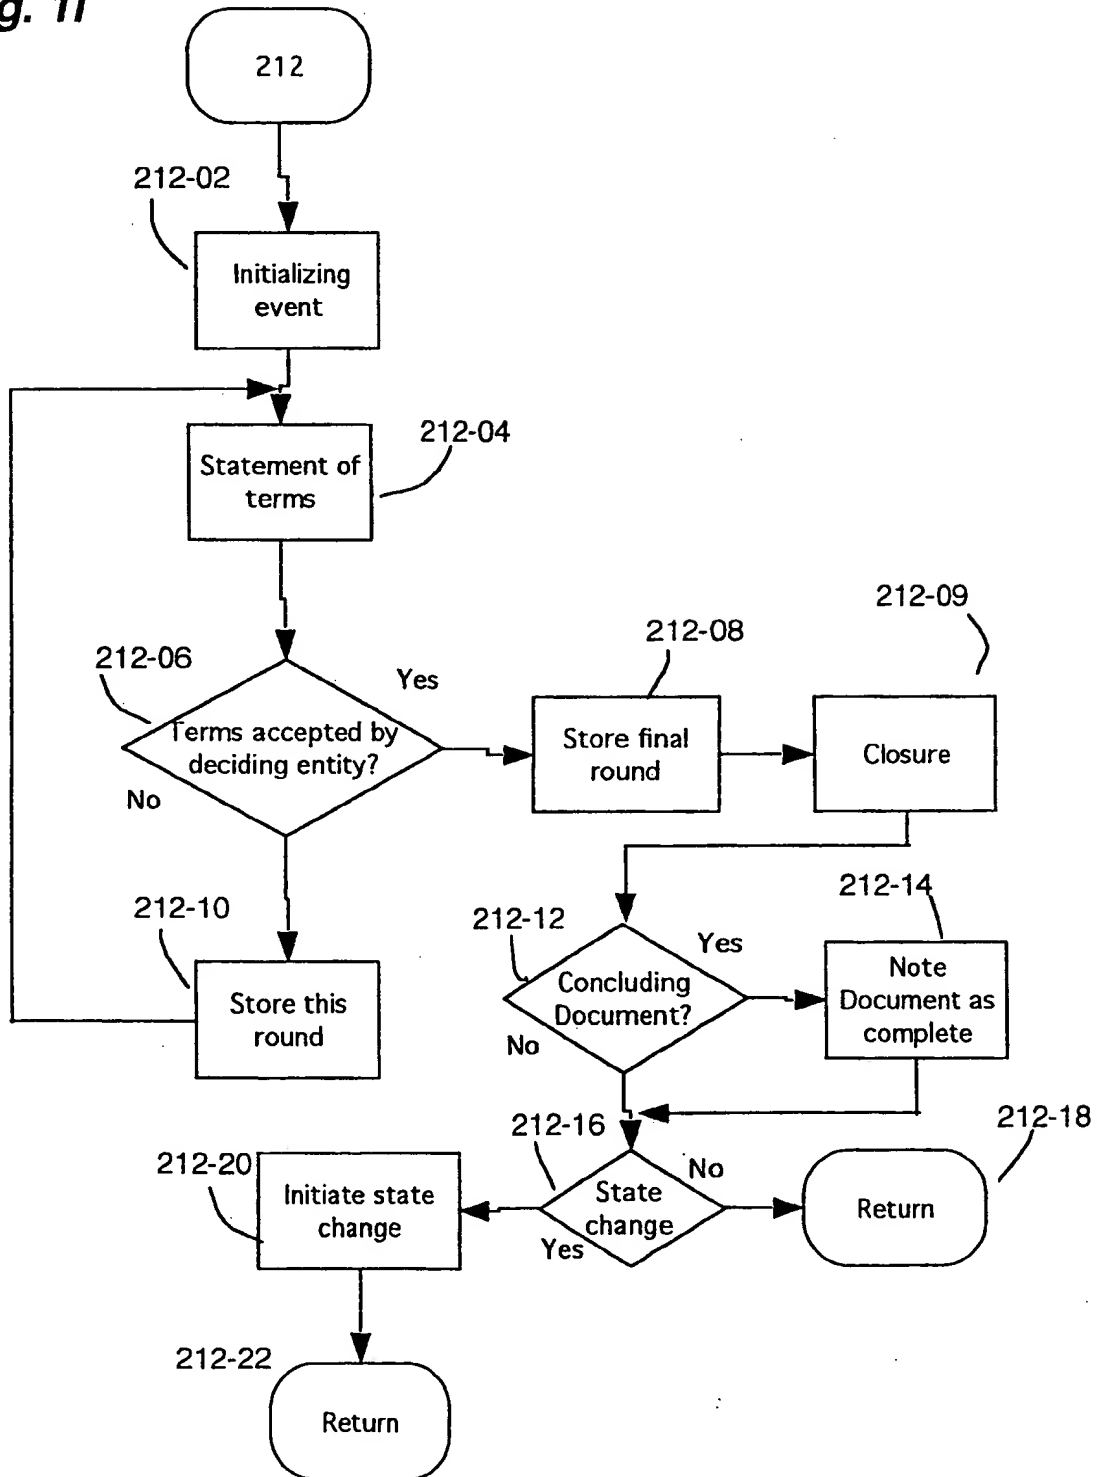 g. 11
212
212-02
Initializing
event
212-04
Statement of
terms
212-09
212-08
212-06
Yes
Terms accepted by
deciding entity?
Store final
round
Closure
No
212-14
212-10
212-12
Yes
Note
Document as
complete
Concluding
Document?
Store this
round
No
212-18
212-16
212-20
No
Initiate state
change
State
change
Return
Yes
212-22
Return